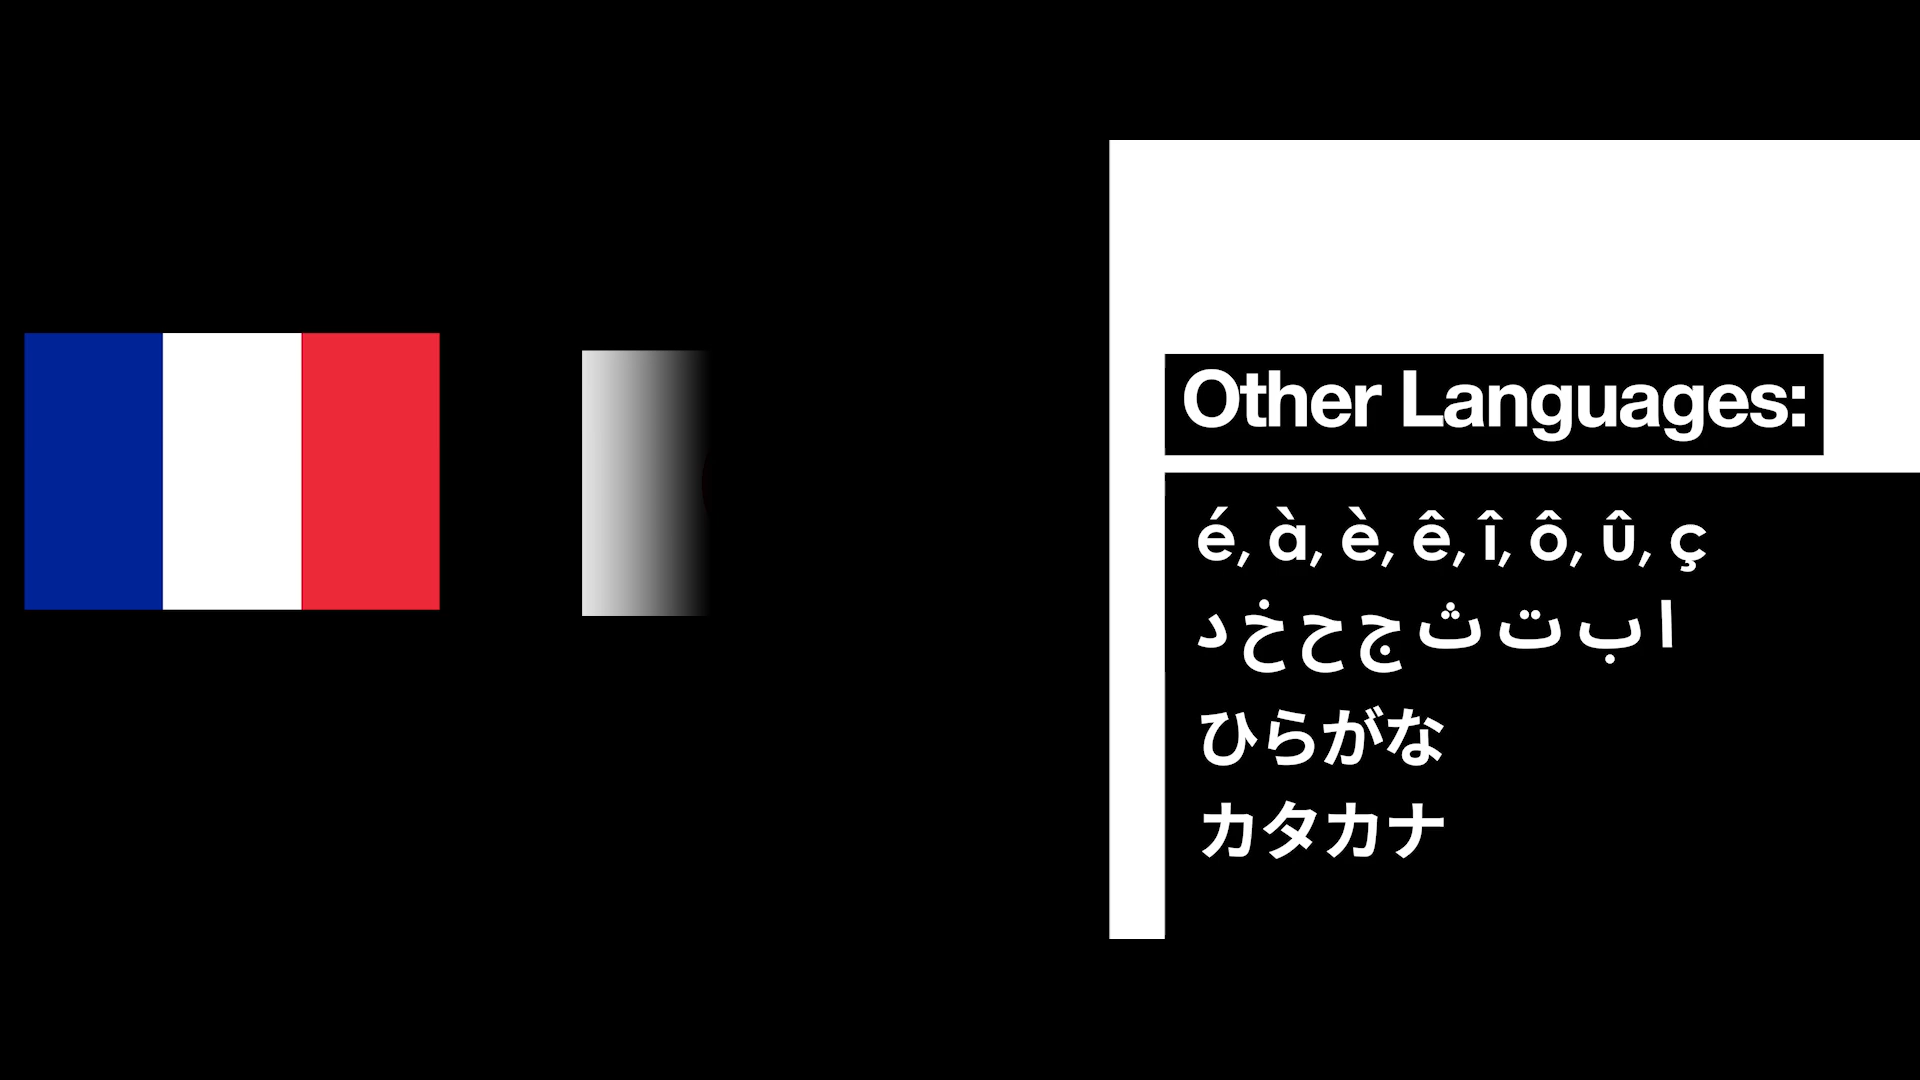 Other Languages:
é, à, è, ê, î, ô, û, ç
ا ب ت ث ج ح خ د
ひらがな
カタカナ